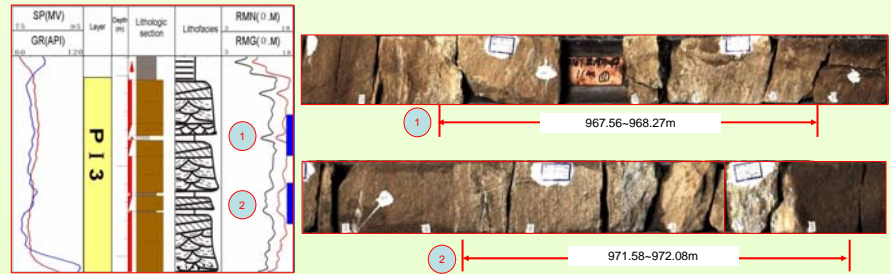 SP(MV)
75 95
GR(API)
60 120
Layer
Depth
(m)
Lithologic
section
Lithofacies
RMN(Ω.M)
3 18
RMG(Ω.M)
3 18
P I 3
1
2
1
967.56~968.27m
2
971.58~972.08m